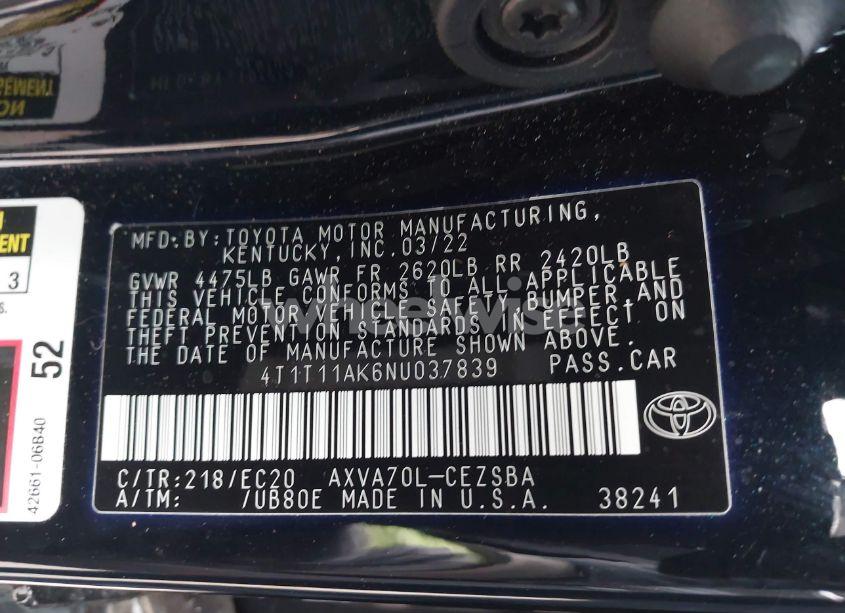 MFD. BY: TOYOTA MOTOR MANUFACTURING,
KENTUCKY, INC. 03/22
GVWR 4475LB GAWR FR 2620LB RR 2420LB
THIS VEHICLE CONFORMS TO ALL APPLICABLE
FEDERAL MOTOR VEHICLE SAFETY, BUMPER, AND
THEFT PREVENTION STANDARDS IN EFFECT ON
THE DATE OF MANUFACTURE SHOWN ABOVE.
4T1T11AK6NU037839 PASS.CAR
C/TR:218/EC20 AXVA70L-CEZSBA
A/TM: /UB80E MADE IN U.S.A. 38241
3
52
42661-06B40